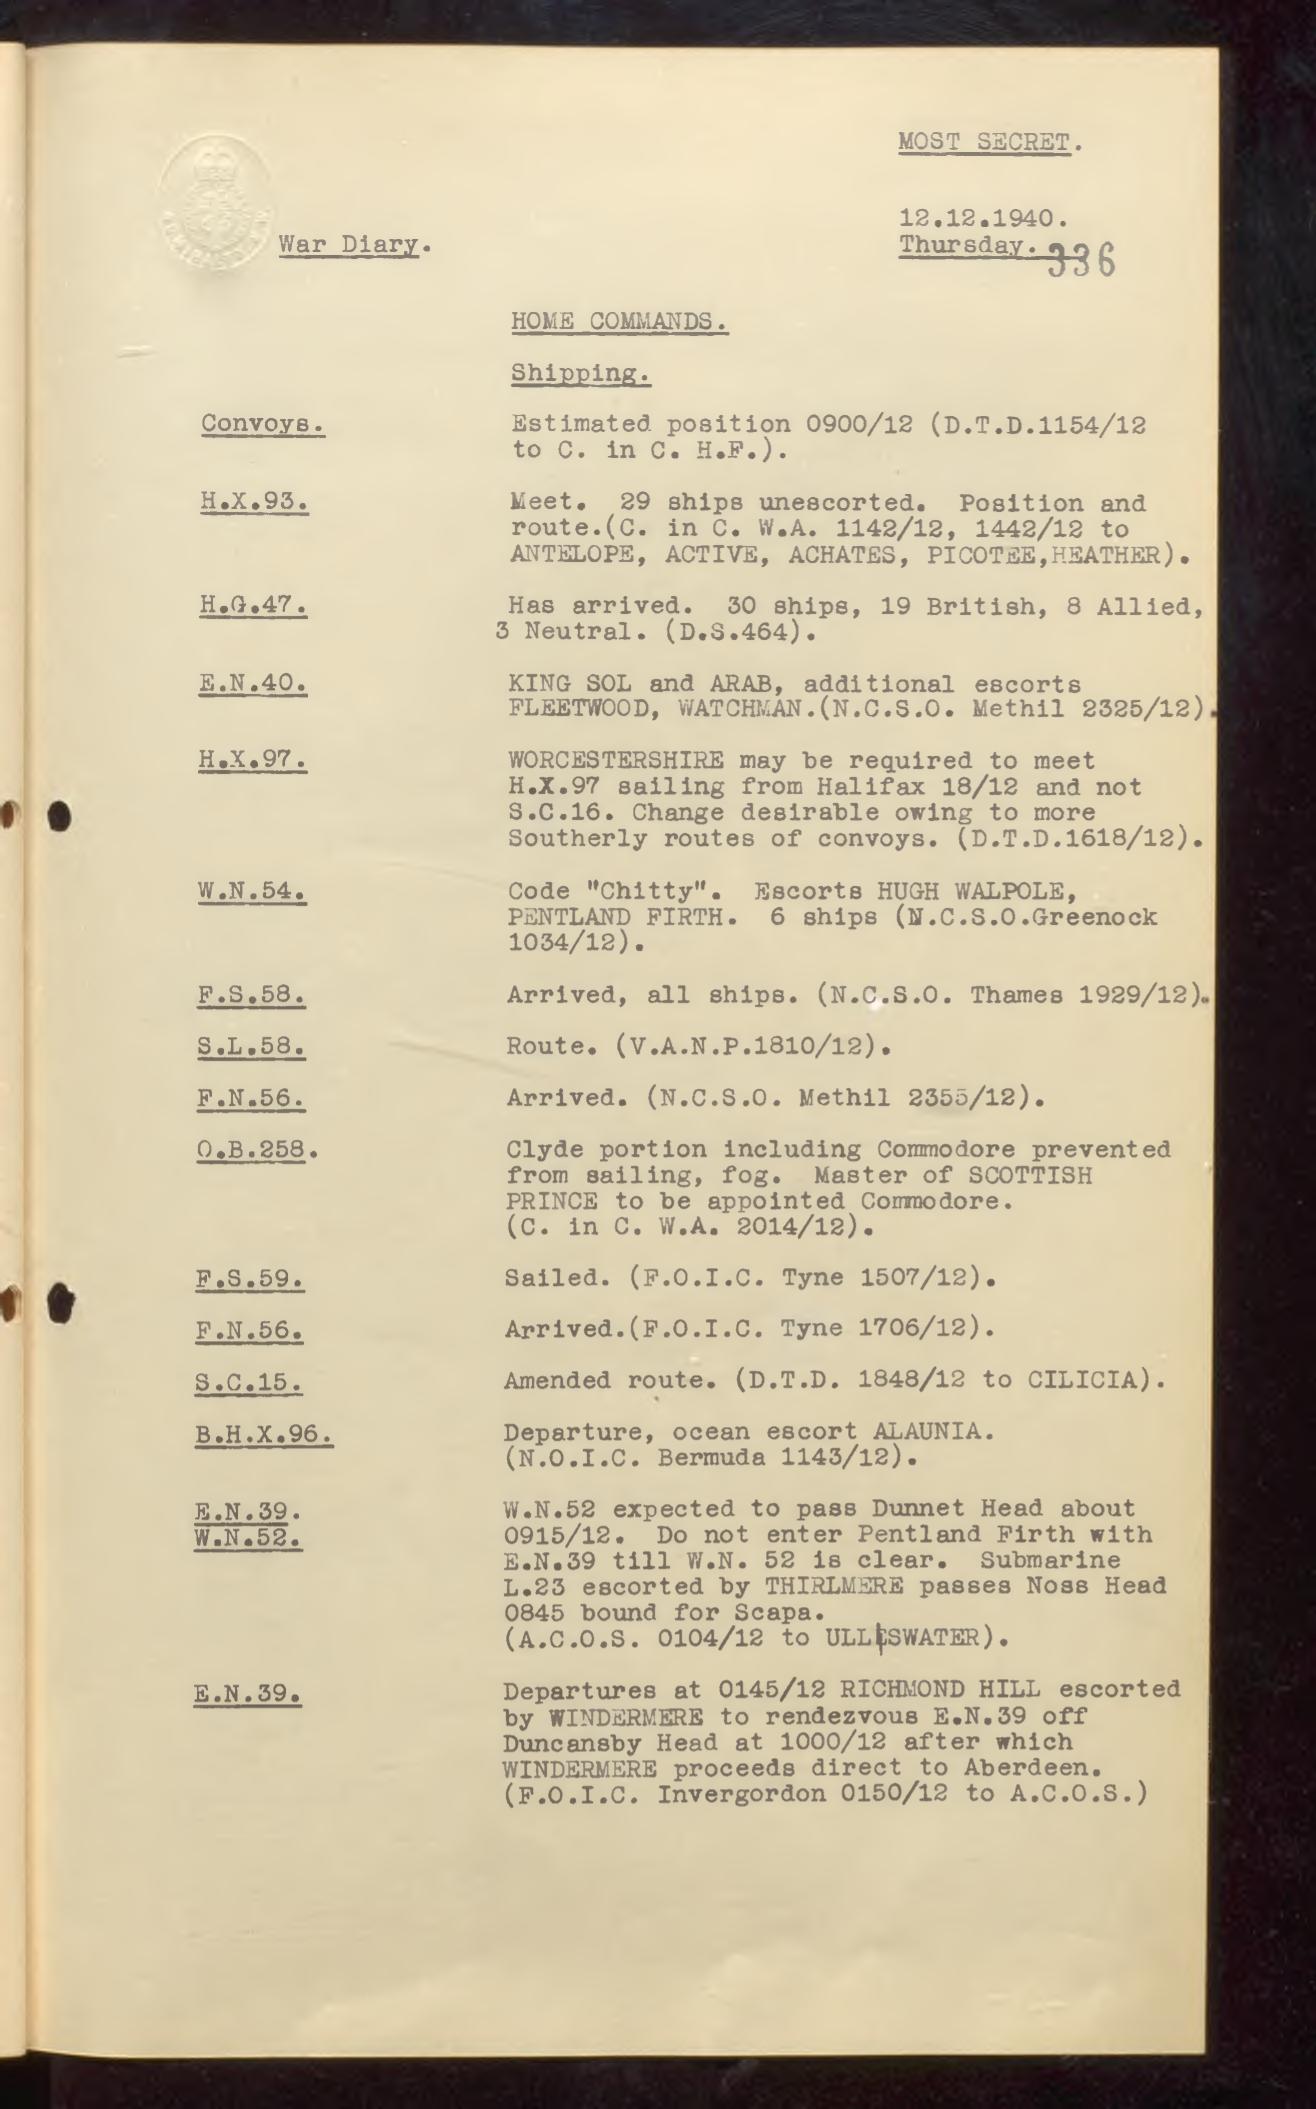 MOST SECRET.
12.12.1940.
War Diary.
Thursday.
336
HOME COMMANDS.
Shipping.
Convoys. Estimated position 0900/12 (D.T.D.1154/12
to C. in C. H.F.).
H.X.93. Meet. 29 ships unescorted. Position and
route.(C. in C. W.A. 1142/12, 1442/12 to
ANTELOPE, ACTIVE, ACHATES, PICOTEE,HEATHER).
H.G.47. Has arrived. 30 ships, 19 British, 8 Allied,
3 Neutral. (D.S.464).
E.N.40. KING SOL and ARAB, additional escorts
FLEETWOOD, WATCHMAN.(N.C.S.O. Methil 2325/12).
H.X.97. WORCESTERSHIRE may be required to meet
H.X.97 sailing from Halifax 18/12 and not
S.C.16. Change desirable owing to more
Southerly routes of convoys. (D.T.D.1618/12).
W.N.54. Code "Chitty". Escorts HUGH WALPOLE,
PENTLAND FIRTH. 6 ships (N.C.S.O.Greenock
1034/12).
F.S.58. Arrived, all ships. (N.C.S.O. Thames 1929/12).
S.L.58. Route. (V.A.N.P.1810/12).
F.N.56. Arrived. (N.C.S.O. Methil 2355/12).
O.B.258. Clyde portion including Commodore prevented
from sailing, fog. Master of SCOTTISH
PRINCE to be appointed Commodore.
(C. in C. W.A. 2014/12).
F.S.59. Sailed. (F.O.I.C. Tyne 1507/12).
F.N.56. Arrived.(F.O.I.C. Tyne 1706/12).
S.C.15. Amended route. (D.T.D. 1848/12 to CILICIA).
B.H.X.96. Departure, ocean escort ALAUNIA.
(N.O.I.C. Bermuda 1143/12).
E.N.39. W.N.52 expected to pass Dunnet Head about
W.N.52. 0915/12. Do not enter Pentland Firth with
E.N.39 till W.N. 52 is clear. Submarine
L.23 escorted by THIRLMERE passes Noss Head
0845 bound for Scapa.
(A.C.O.S. 0104/12 to ULLESWATER).
E.N.39. Departures at 0145/12 RICHMOND HILL escorted
by WINDERMERE to rendezvous E.N.39 off
Duncansby Head at 1000/12 after which
WINDERMERE proceeds direct to Aberdeen.
(F.O.I.C. Invergordon 0150/12 to A.C.O.S.)